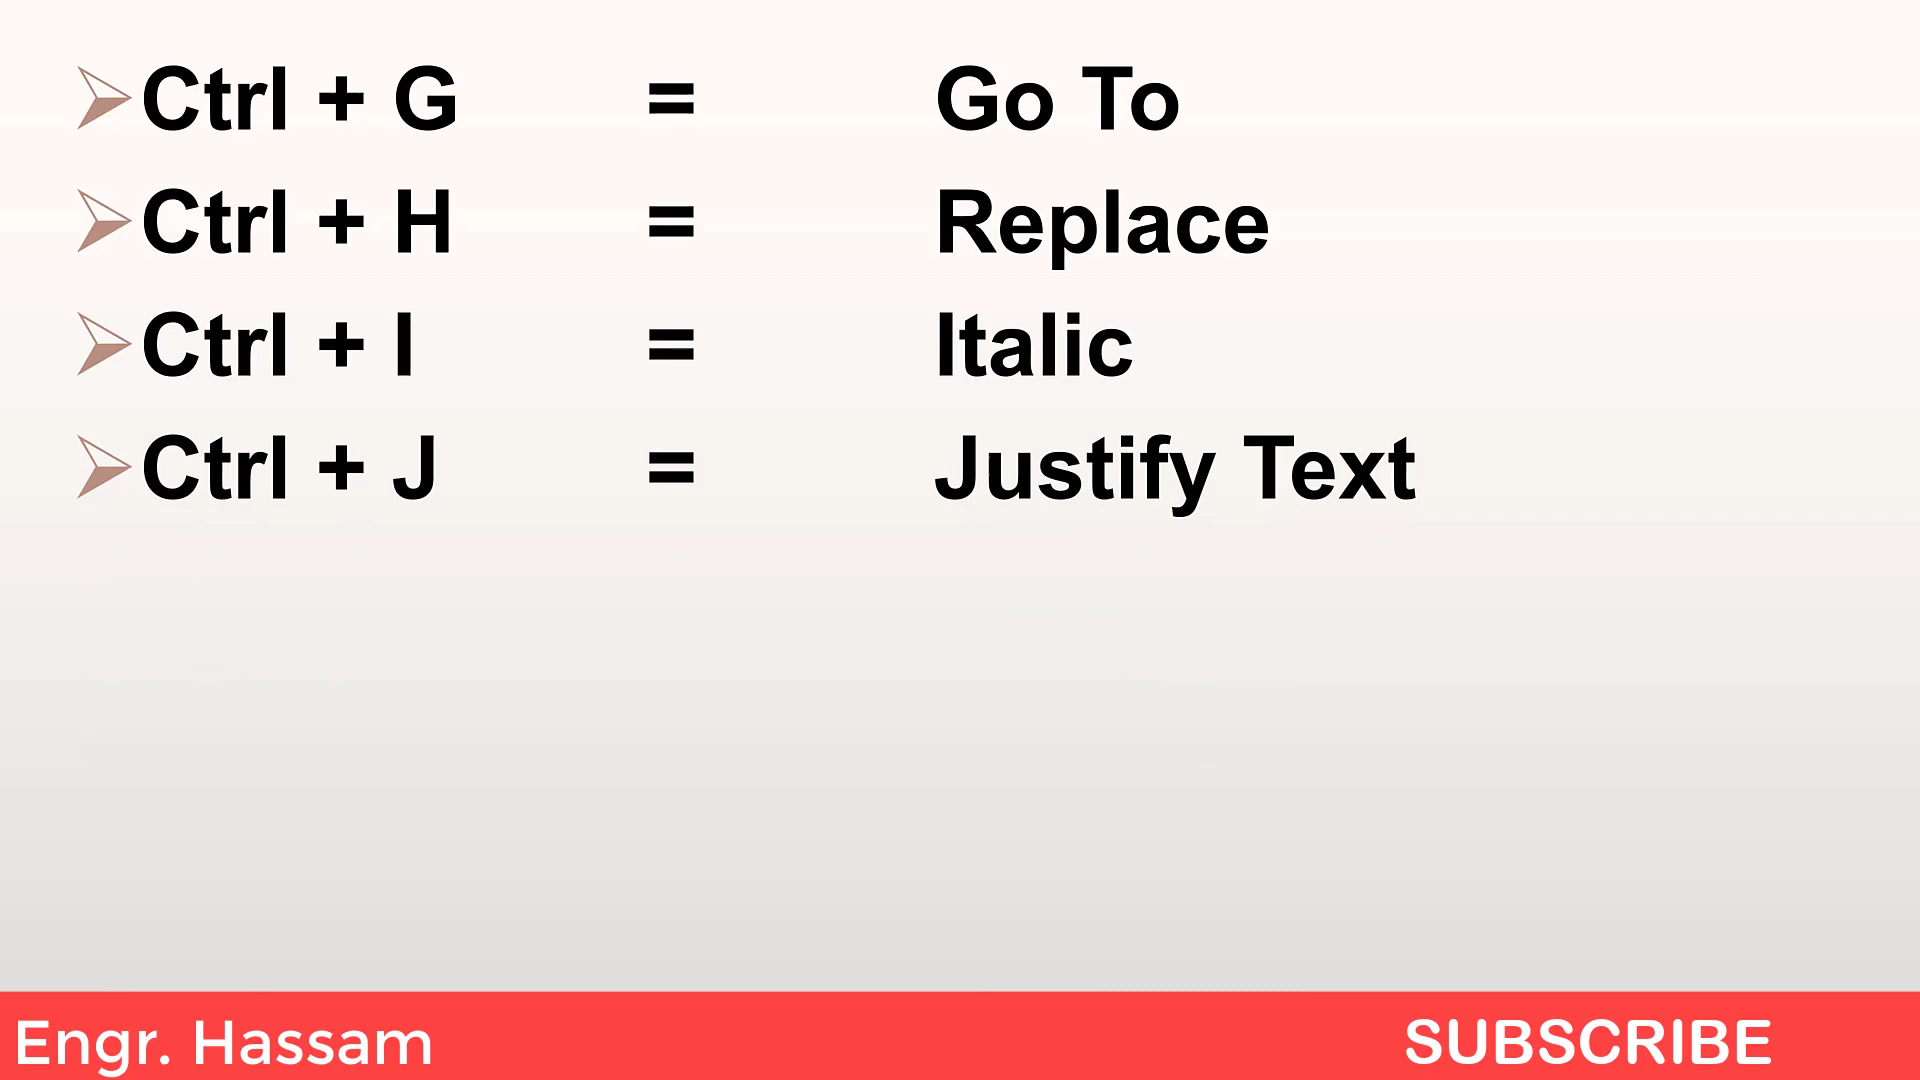 Ctrl + G = Go To
Ctrl + H = Replace
Ctrl + I = Italic
Ctrl + J = Justify Text
Engr. Hassam SUBSCRIBE